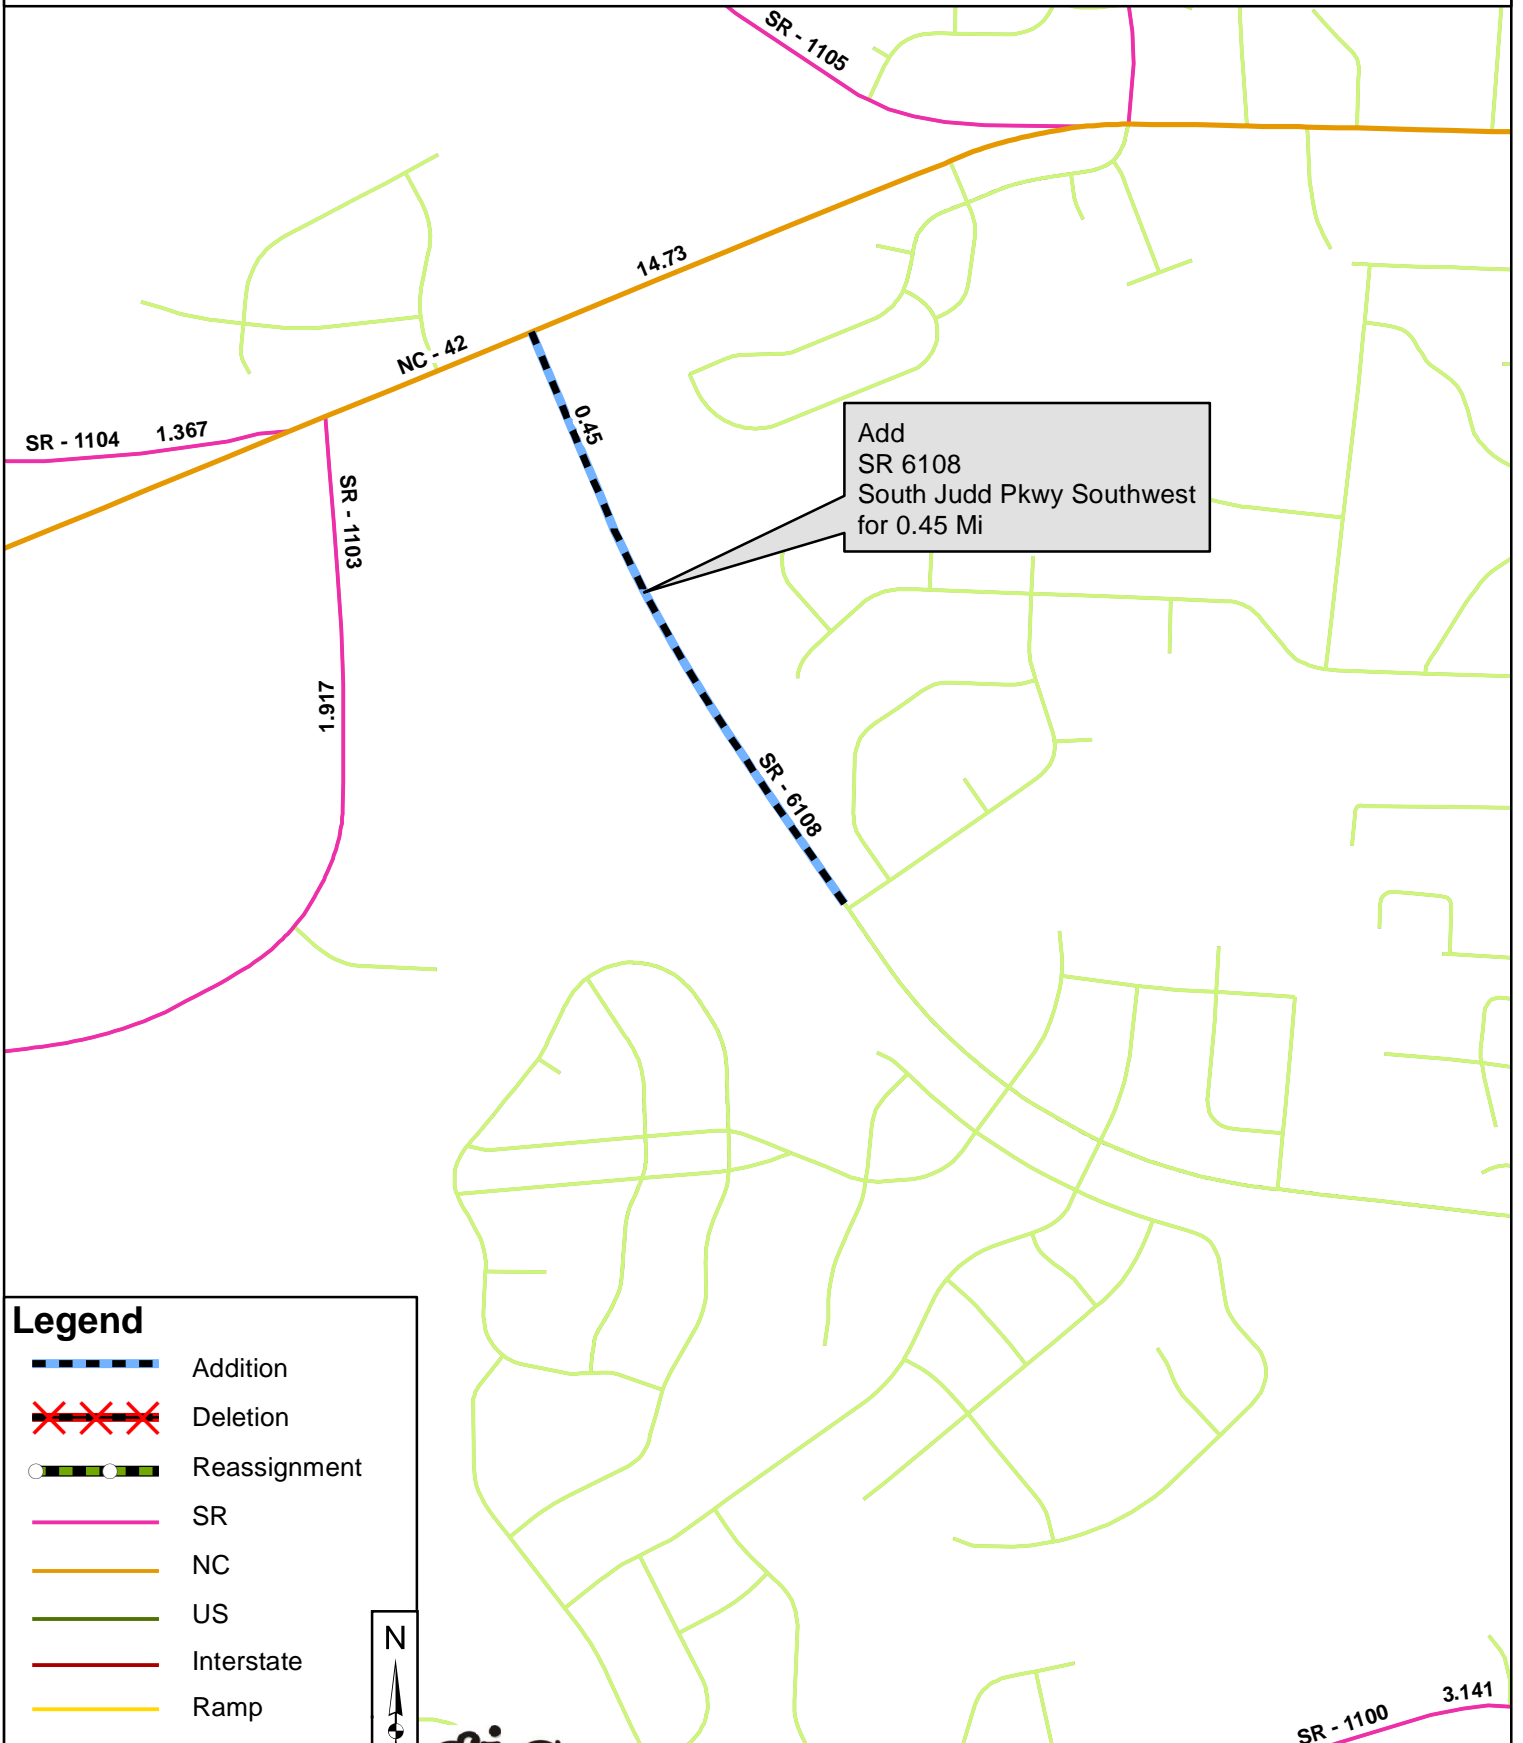 SR - 1105
14.73
NC - 42
0.45
SR - 1104
1.367
Add
SR 6108
South Judd Pkwy Southwest
for 0.45 Mi
SR - 1103
1.917
SR - 6108
Legend
Addition
Deletion
Reassignment
SR
NC
US
Interstate
Ramp
N
3.141
SR - 1100